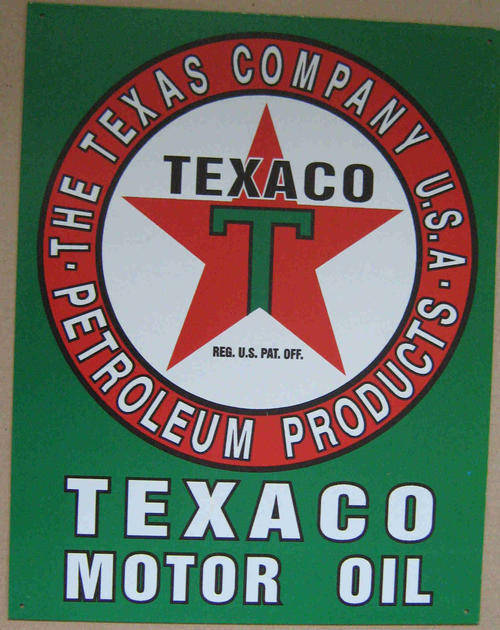 ·THE TEXAS COMPANY U.S.A·
PETROLEUM PRODUCTS
TEXACO
T
REG. U.S. PAT. OFF.
TEXACO
MOTOR OIL